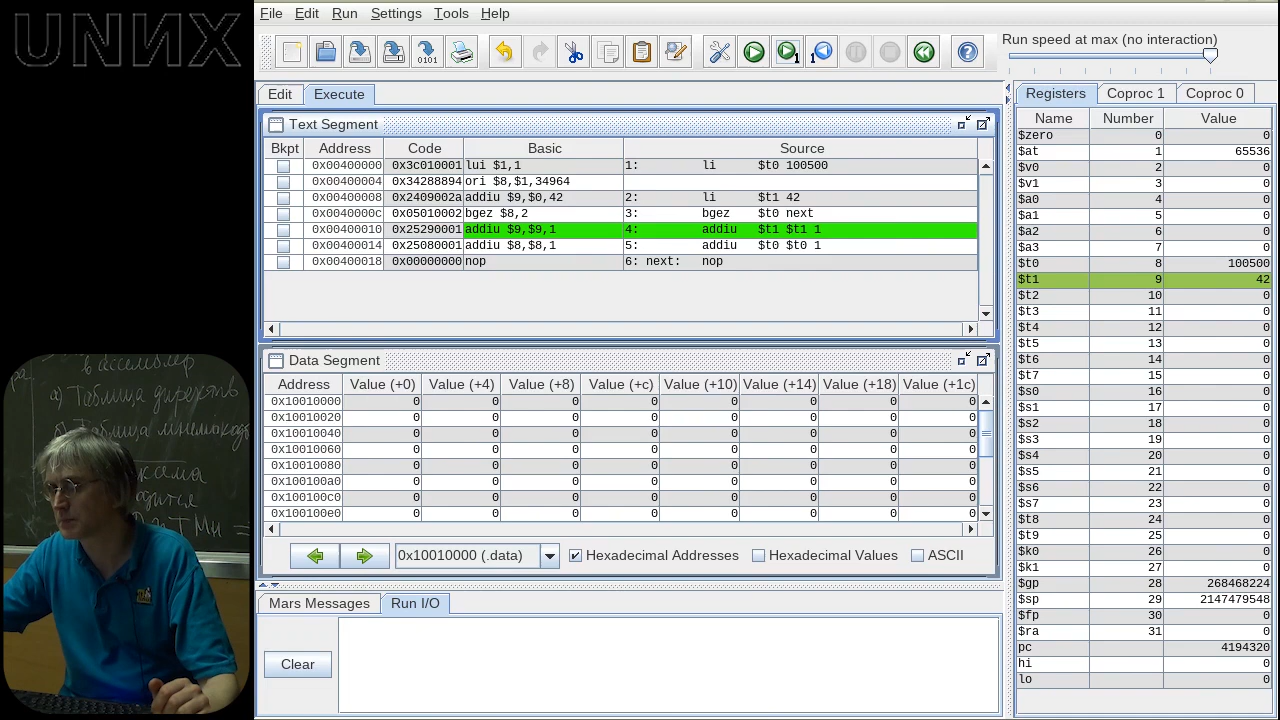 UNИX
File Edit Run Settings Tools Help
Run speed at max (no interaction)
Edit Execute
Text Segment
Bkpt Address Code Basic Source
0x00400000 0x3c010001 lui $1,1 1: li $t0 100500
0x00400004 0x34288894 ori $8,$1,34964
0x00400008 0x2409002a addiu $9,$0,42 2: li $t1 42
0x0040000c 0x05010002 bgez $8,2 3: bgez $t0 next
0x00400010 0x25290001 addiu $9,$9,1 4: addiu $t1 $t1 1
0x00400014 0x25080001 addiu $8,$8,1 5: addiu $t0 $t0 1
0x00400018 0x00000000 nop 6: next: nop
Data Segment
Address Value (+0) Value (+4) Value (+8) Value (+c) Value (+10) Value (+14) Value (+18) Value (+1c)
0x10010000 0 0 0 0 0 0 0 0
0x10010020 0 0 0 0 0 0 0 0
0x10010040 0 0 0 0 0 0 0 0
0x10010060 0 0 0 0 0 0 0 0
0x10010080 0 0 0 0 0 0 0 0
0x100100a0 0 0 0 0 0 0 0 0
0x100100c0 0 0 0 0 0 0 0 0
0x100100e0 0 0 0 0 0 0 0 0
0x10010000 (.data) Hexadecimal Addresses Hexadecimal Values ASCII
Mars Messages Run I/O
Clear
Registers Coproc 1 Coproc 0
Name Number Value
$zero 0 0
$at 1 65536
$v0 2 0
$v1 3 0
$a0 4 0
$a1 5 0
$a2 6 0
$a3 7 0
$t0 8 100500
$t1 9 42
$t2 10 0
$t3 11 0
$t4 12 0
$t5 13 0
$t6 14 0
$t7 15 0
$s0 16 0
$s1 17 0
$s2 18 0
$s3 19 0
$s4 20 0
$s5 21 0
$s6 22 0
$s7 23 0
$t8 24 0
$t9 25 0
$k0 26 0
$k1 27 0
$gp 28 268468224
$sp 29 2147479548
$fp 30 0
$ra 31 0
pc 4194320
hi 0
lo 0
в ассемблер
а) Таблица директив
Таблица